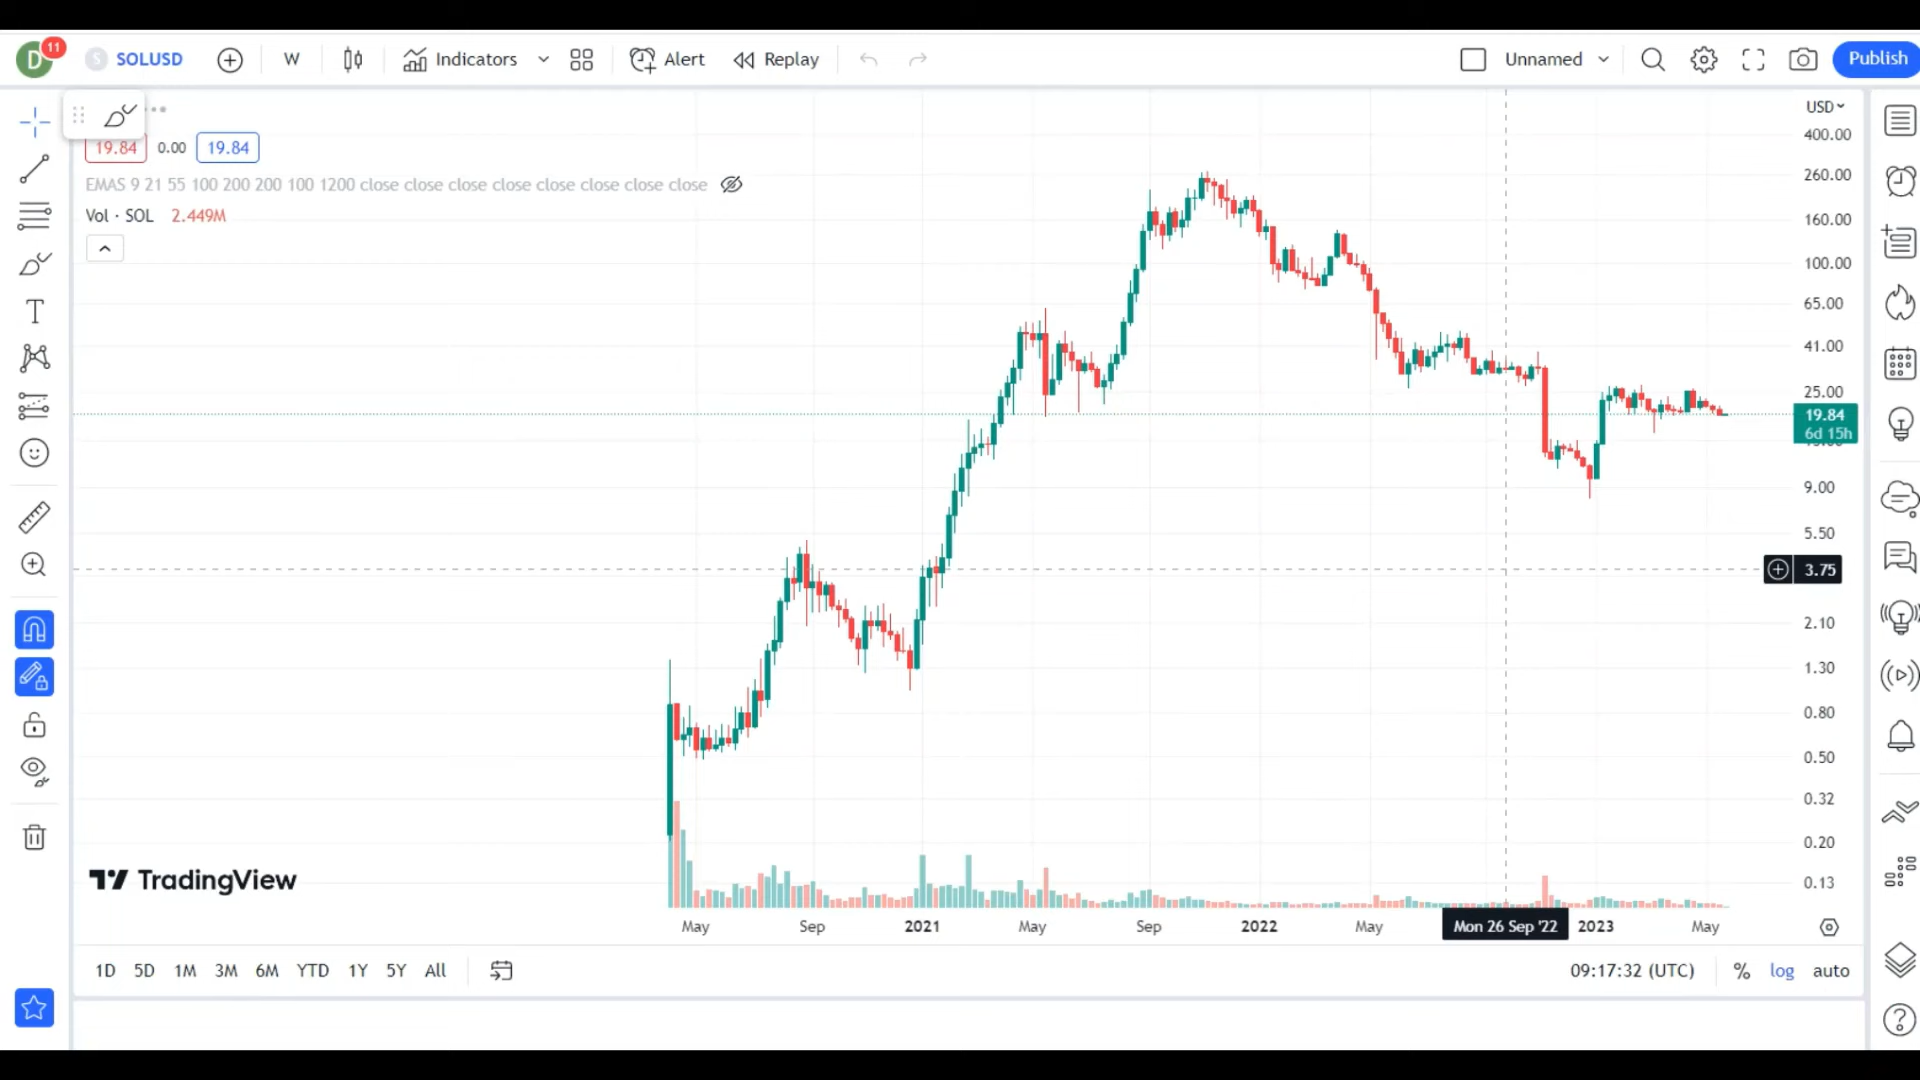 D 11 S SOLUSD W Indicators Alert Replay Unnamed Publish
USD
19.84 0.00 19.84
EMAS 9 21 55 100 200 200 100 1200 close close close close close close close close
Vol · SOL 2.449M
400.00
260.00
160.00
100.00
65.00
41.00
25.00
19.84
6d 15h
9.00
5.50
3.75
2.10
1.30
0.80
0.50
0.32
0.20
0.13
TradingView
May Sep 2021 May Sep 2022 May Mon 26 Sep '22 2023 May
1D 5D 1M 3M 6M YTD 1Y 5Y All 09:17:32 (UTC) % log auto